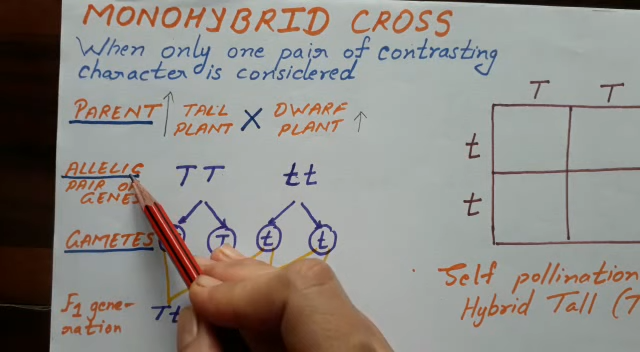 MONOHYBRID CROSS
When only one pair of contrasting
character is considered
PARENT TALL PLANT X DWARF PLANT
ALLELIC
PAIR OF
GENES
TT tt
GAMETES T t t
F1 gene-
nation
Tt
T T
t
t
Self pollination
Hybrid Tall (T